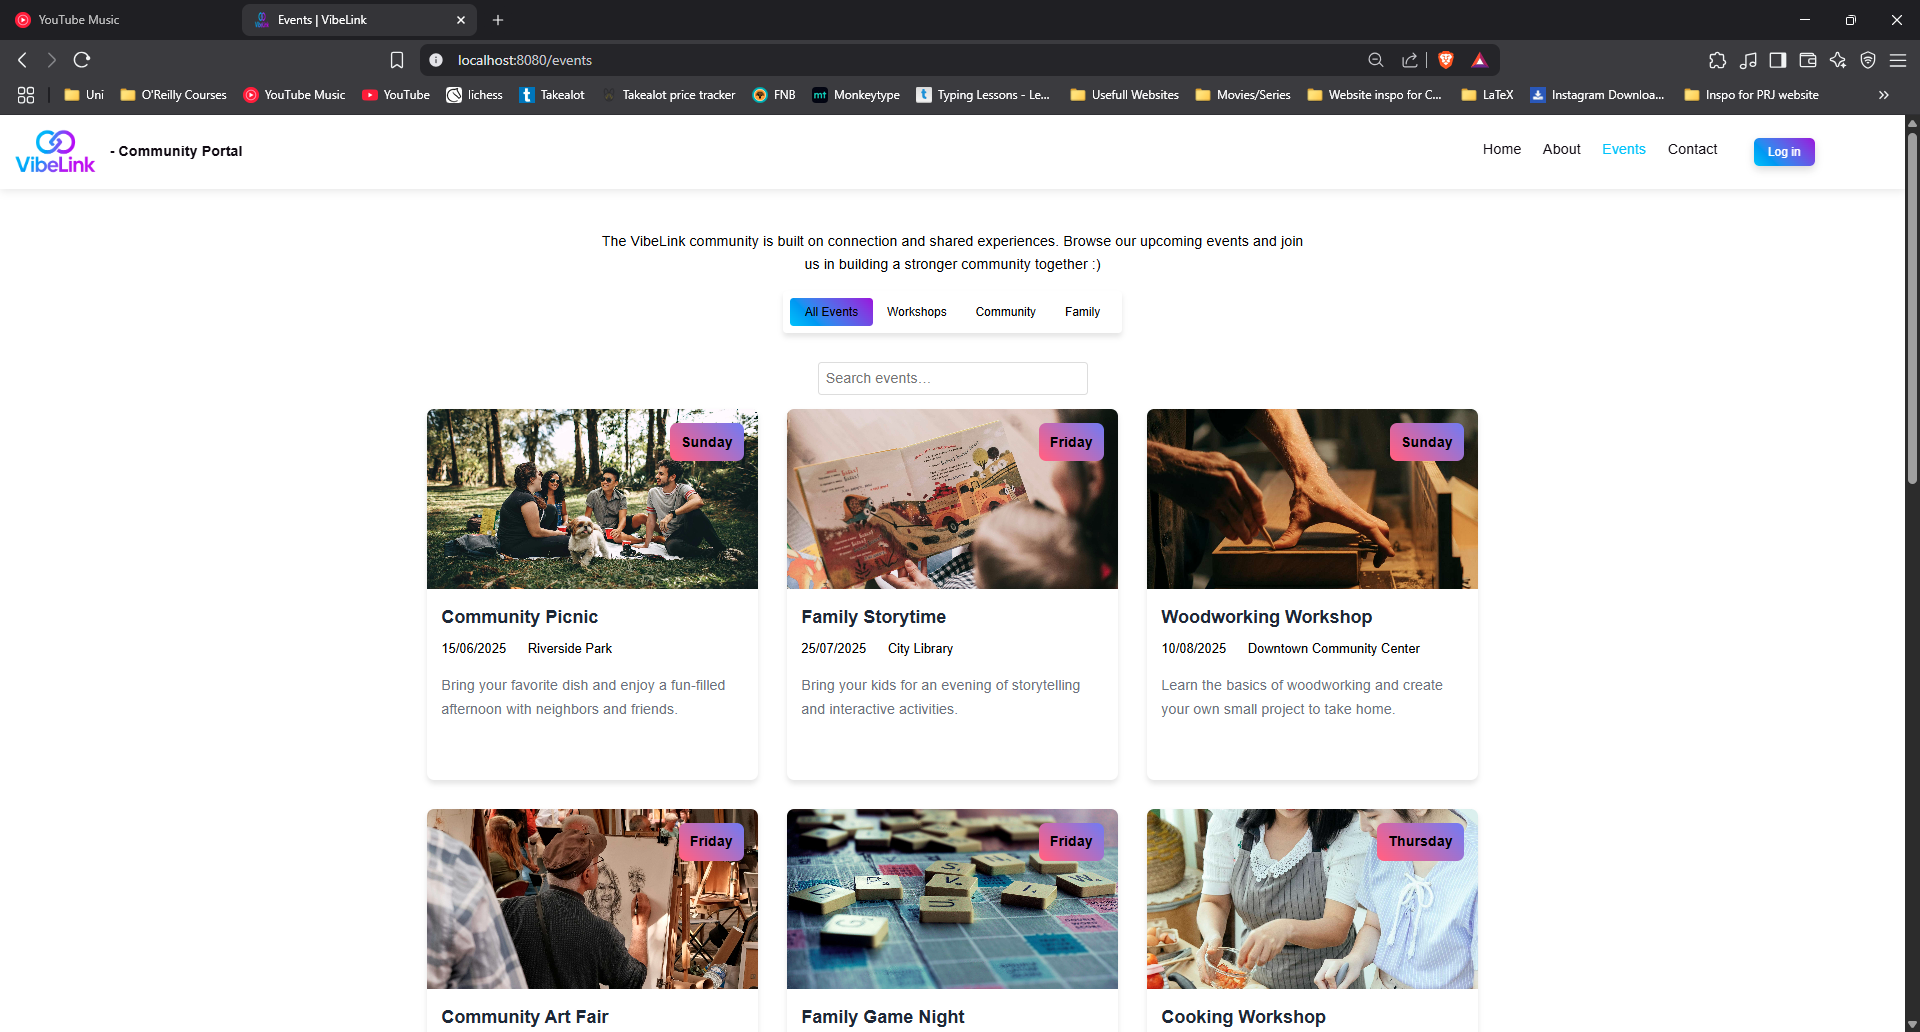 YouTube Music
Events | VibeLink
localhost:8080/events
Uni
O'Reilly Courses
YouTube Music
YouTube
lichess
Takealot
Takealot price tracker
FNB
Monkeytype
Typing Lessons - Le...
Usefull Websites
Movies/Series
Website inspo for C...
LaTeX
Instagram Downloa...
Inspo for PRJ website
VibeLink
- Community Portal
Home
About
Events
Contact
Log in
The VibeLink community is built on connection and shared experiences. Browse our upcoming events and join
us in building a stronger community together :)
All Events
Workshops
Community
Family
Search events...
Sunday
Friday
Sunday
Community Picnic
15/06/2025 Riverside Park
Bring your favorite dish and enjoy a fun-filled
afternoon with neighbors and friends.
Family Storytime
25/07/2025 City Library
Bring your kids for an evening of storytelling
and interactive activities.
Woodworking Workshop
10/08/2025 Downtown Community Center
Learn the basics of woodworking and create
your own small project to take home.
Friday
Friday
Thursday
Community Art Fair
Family Game Night
Cooking Workshop